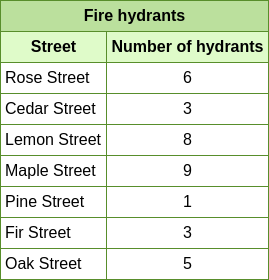 Fire hydrants
Street Number of hydrants
Rose Street 6
Cedar Street 3
Lemon Street 8
Maple Street 9
Pine Street 1
Fir Street 3
Oak Street 5